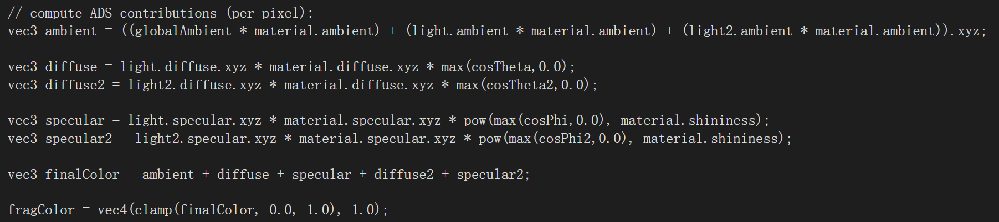 // compute ADS contributions (per pixel):
vec3 ambient = ((globalAmbient * material.ambient) + (light.ambient * material.ambient) + (light2.ambient * material.ambient)).xyz;
vec3 diffuse = light.diffuse.xyz * material.diffuse.xyz * max(cosTheta,0.0);
vec3 diffuse2 = light2.diffuse.xyz * material.diffuse.xyz * max(cosTheta2,0.0);
vec3 specular = light.specular.xyz * material.specular.xyz * pow(max(cosPhi,0.0), material.shininess);
vec3 specular2 = light2.specular.xyz * material.specular.xyz * pow(max(cosPhi2,0.0), material.shininess);
vec3 finalColor = ambient + diffuse + specular + diffuse2 + specular2;
fragColor = vec4(clamp(finalColor, 0.0, 1.0), 1.0);